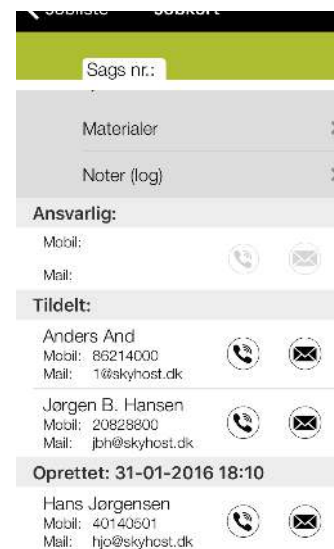 Jobliste Jobkort
Sags nr.:
Materialer
Noter (log)
Ansvarlig:
Mobil:
Mail:
Tildelt:
Anders And
Mobil: 86214000
Mail: 1@skyhost.dk
Jørgen B. Hansen
Mobil: 20828800
Mail: jbh@skyhost.dk
Oprettet: 31-01-2016 18:10
Hans Jørgensen
Mobil: 40140501
Mail: hjo@skyhost.dk